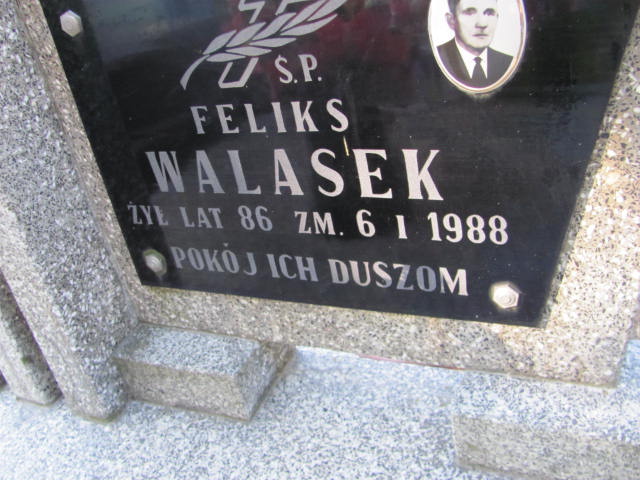 Ś.P.
FELIKS
WALASEK
ŻYŁ LAT 86 ZM. 6 I 1988
POKÓJ ICH DUSZOM